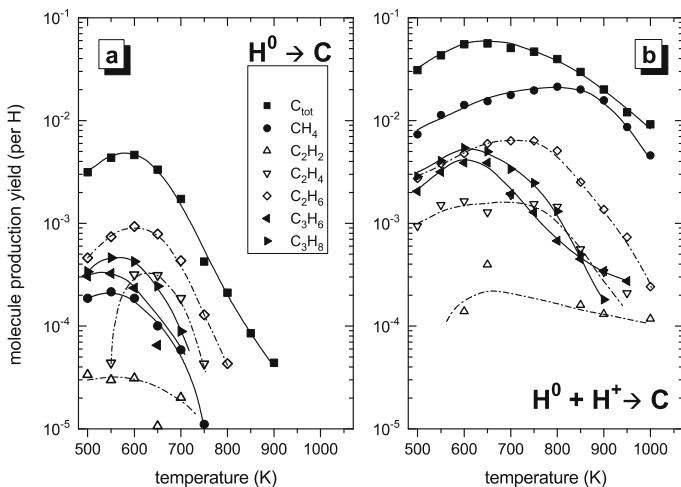 a
H⁰ → C
C_tot
CH₄
C₂H₂
C₂H₄
C₂H₆
C₃H₆
C₃H₈
molecule production yield (per H)
10⁻¹
10⁻²
10⁻³
10⁻⁴
10⁻⁵
500 600 700 800 900 1000
temperature (K)
b
H⁰ + H⁺ → C
10⁻¹
10⁻²
10⁻³
10⁻⁴
10⁻⁵
500 600 700 800 900 1000
temperature (K)